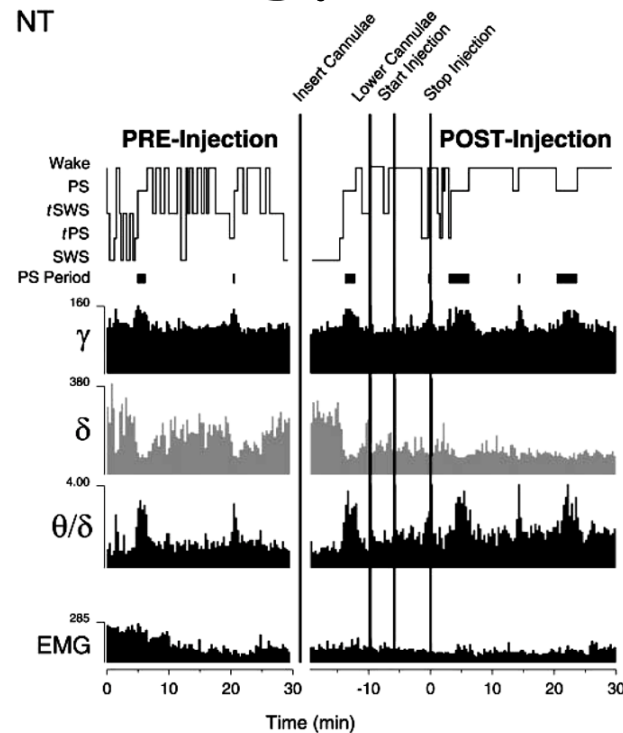 NT
Insert Cannulae
Lower Cannulae
Start Injection
Stop Injection
PRE-Injection
POST-Injection
Wake
PS
tSWS
tPS
SWS
PS Period
160
γ
380
δ
4.00
θ/δ
285
EMG
0 10 20 30 -10 0 10 20 30
Time (min)